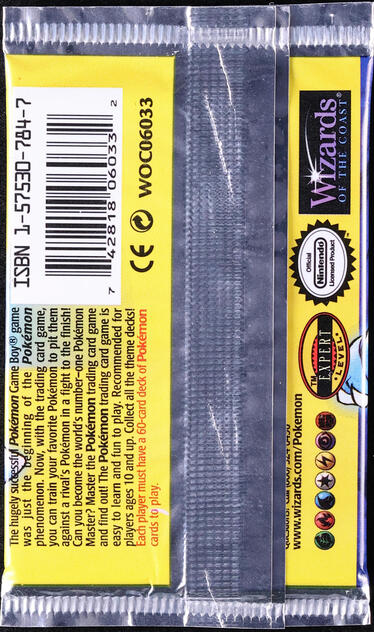 The hugely successful Pokémon Game Boy® game
was just the beginning of the Pokémon
phenomenon. Now, with the trading card game,
you can train your favorite Pokémon to pit them
against a rival's Pokémon in a fight to the finish!
Can you become the world's number–one Pokémon
Master? Master the Pokémon trading card game
and find out! The Pokémon trading card game is
easy to learn and fun to play. Recommended for
players ages 10 and up. Collect all the theme decks!
Each player must have a 60-card deck of Pokémon
cards to play.
ISBN 1-57530-784-7
7 42818 06033 2
CE WOC06033
www.wizards.com/Pokemon
EXPERT
LEVEL
TM
Official
Nintendo
Licensed Product
Wizards
OF THE COAST®